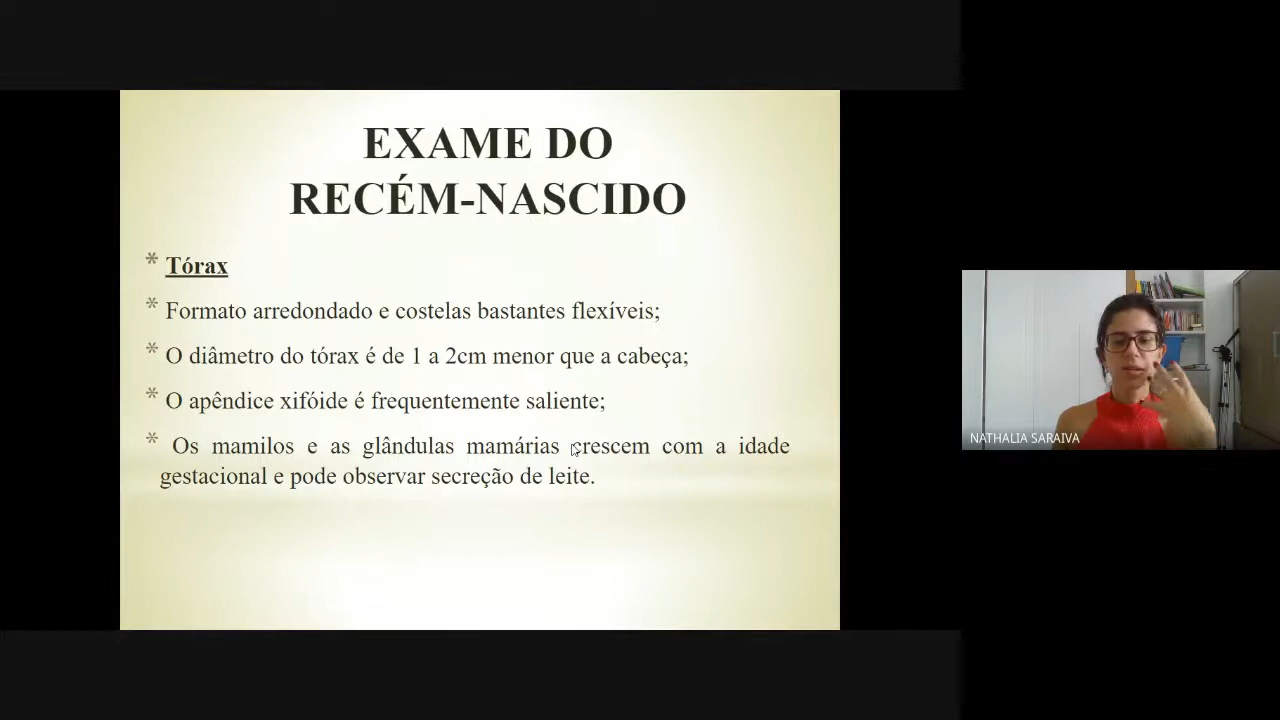 EXAME DO
RECÉM-NASCIDO
* Tórax
* Formato arredondado e costelas bastantes flexíveis;
* O diâmetro do tórax é de 1 a 2cm menor que a cabeça;
* O apêndice xifóide é frequentemente saliente;
* Os mamilos e as glândulas mamárias crescem com a idade
gestacional e pode observar secreção de leite.
NATHALIA SARAIVA